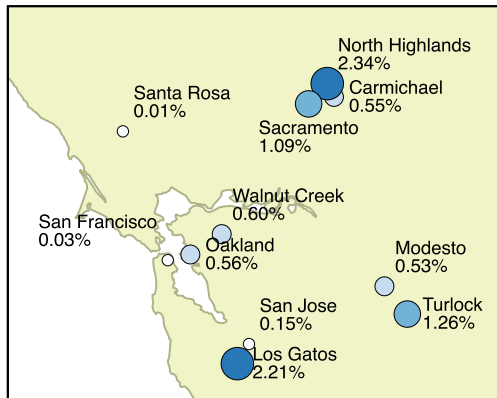 North Highlands
2.34%
Santa Rosa
0.01%
Carmichael
0.55%
Sacramento
1.09%
Walnut Creek
0.60%
San Francisco
0.03%
Oakland
0.56%
Modesto
0.53%
San Jose
0.15%
Turlock
1.26%
Los Gatos
2.21%